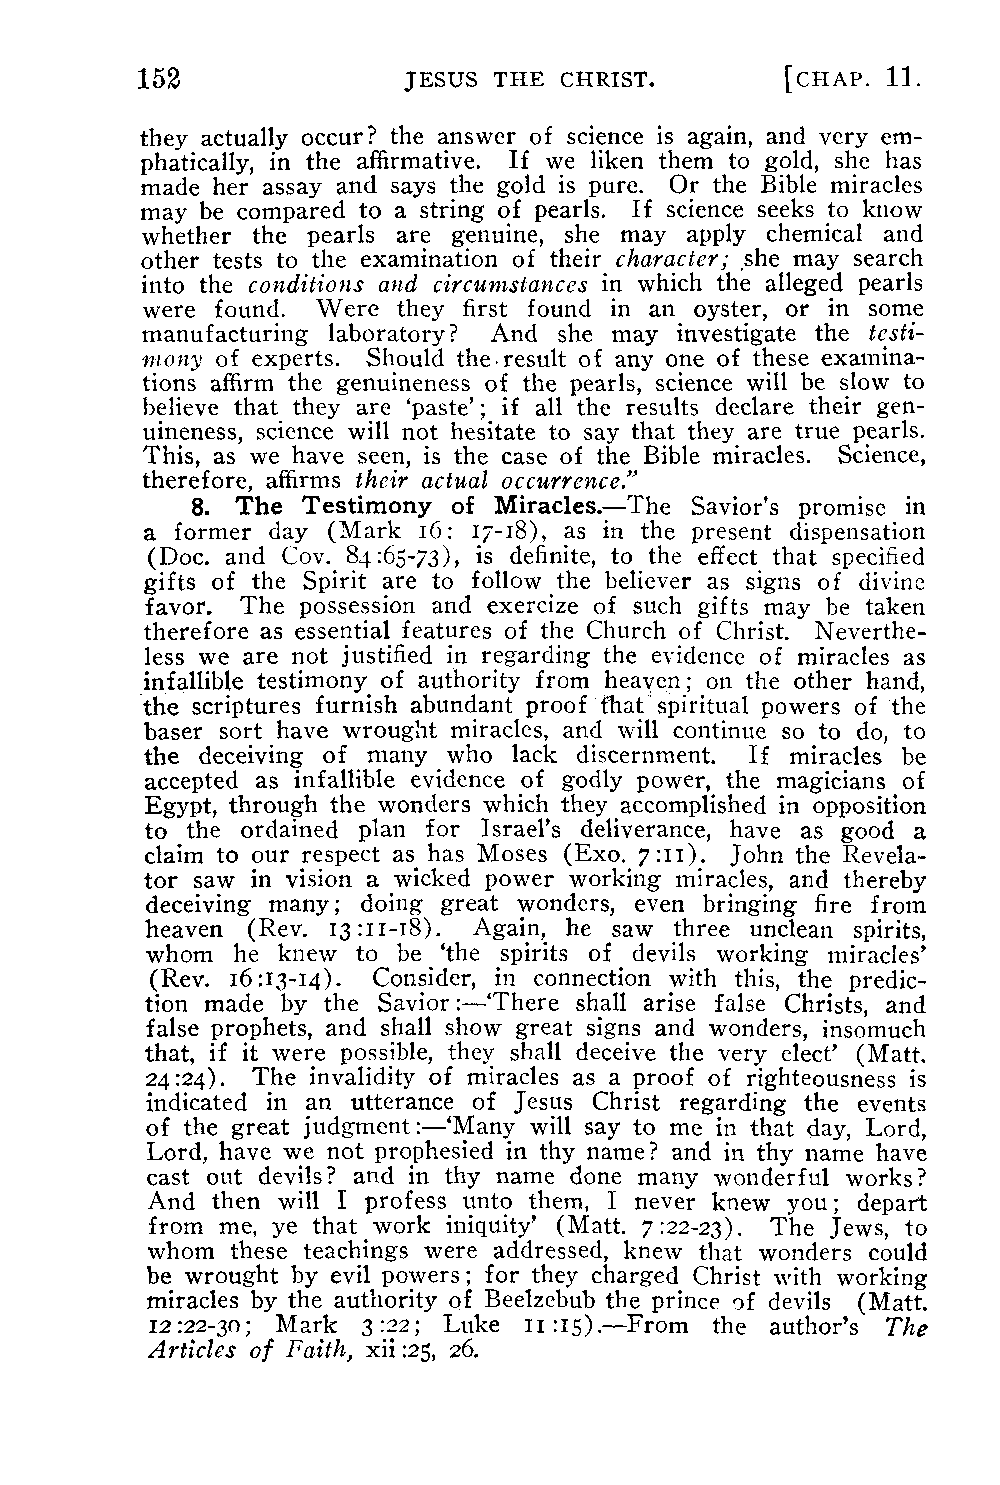 152 JESUS THE CHRIST. [CHAP. 11.
they actually occur? the answer of science is again, and very em-
phatically, in the affirmative. If we liken them to gold, she has
made her assay and says the gold is pure. Or the Bible miracles
may be compared to a string of pearls. If science seeks to know
whether the pearls are genuine, she may apply chemical and
other tests to the examination of their character; she may search
into the conditions and circumstances in which the alleged pearls
were found. Were they first found in an oyster, or in some
manufacturing laboratory? And she may investigate the testi-
mony of experts. Should the result of any one of these examina-
tions affirm the genuineness of the pearls, science will be slow to
believe that they are ‘paste’; if all the results declare their gen-
uineness, science will not hesitate to say that they are true pearls.
This, as we have seen, is the case of the Bible miracles. Science,
therefore, affirms their actual occurrence.”
8. The Testimony of Miracles.—The Savior's promise in
a former day (Mark 16: 17-18), as in the present dispensation
(Doc. and Cov. 84:65-73), is definite, to the effect that specified
gifts of the Spirit are to follow the believer as signs of divine
favor. The possession and exercize of such gifts may be taken
therefore as essential features of the Church of Christ. Neverthe-
less we are not justified in regarding the evidence of miracles as
infallible testimony of authority from heaven; on the other hand,
the scriptures furnish abundant proof that spiritual powers of the
baser sort have wrought miracles, and will continue so to do, to
the deceiving of many who lack discernment. If miracles be
accepted as infallible evidence of godly power, the magicians of
Egypt, through the wonders which they accomplished in opposition
to the ordained plan for Israel's deliverance, have as good a
claim to our respect as has Moses (Exo. 7:11). John the Revela-
tor saw in vision a wicked power working miracles, and thereby
deceiving many; doing great wonders, even bringing fire from
heaven (Rev. 13:11-18). Again, he saw three unclean spirits,
whom he knew to be ‘the spirits of devils working miracles’
(Rev. 16:13-14). Consider, in connection with this, the predic-
tion made by the Savior:—‘There shall arise false Christs, and
false prophets, and shall show great signs and wonders, insomuch
that, if it were possible, they shall deceive the very elect’ (Matt.
24:24). The invalidity of miracles as a proof of righteousness is
indicated in an utterance of Jesus Christ regarding the events
of the great judgment:—‘Many will say to me in that day, Lord,
Lord, have we not prophesied in thy name? and in thy name have
cast out devils? and in thy name done many wonderful works?
And then will I profess unto them, I never knew you; depart
from me, ye that work iniquity’ (Matt. 7:22-23). The Jews, to
whom these teachings were addressed, knew that wonders could
be wrought by evil powers; for they charged Christ with working
miracles by the authority of Beelzebub the prince of devils (Matt.
12:22-30; Mark 3:22; Luke 11:15).—From the author's The
Articles of Faith, xii:25, 26.